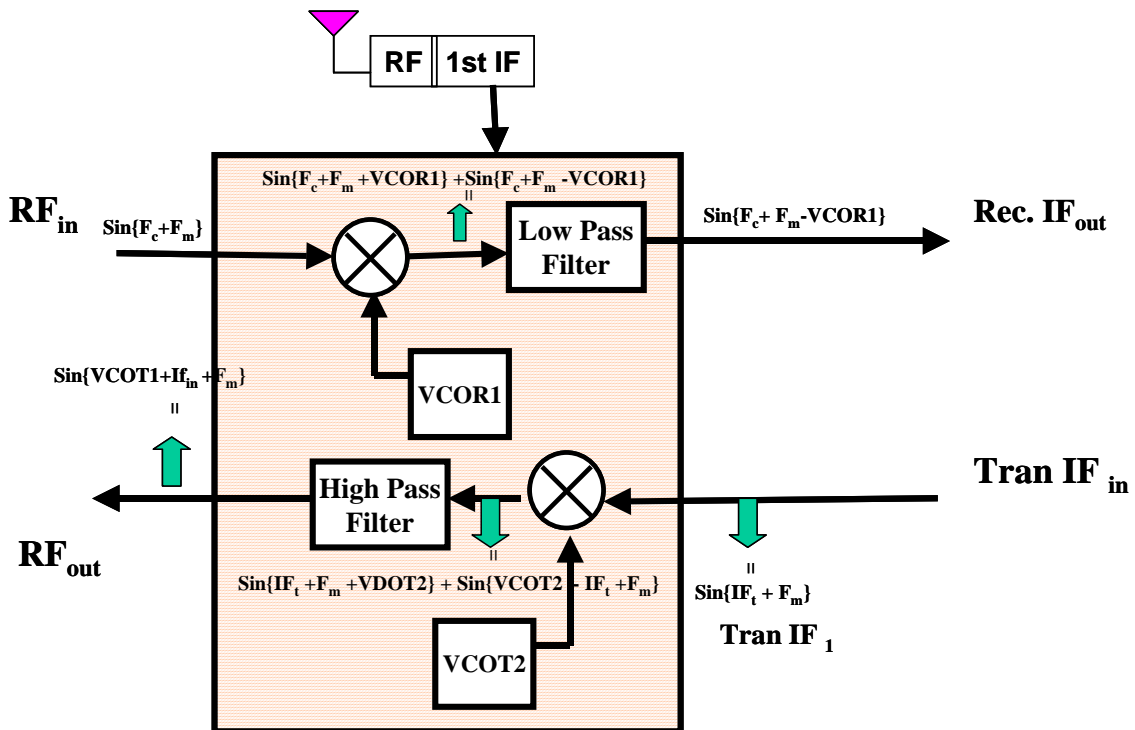 RF 1st IF
Sin{Fc+Fm +VCOR1} +Sin{Fc+Fm -VCOR1}
=
RFin
Sin{Fc+Fm}
Low Pass
Filter
Sin{Fc+ Fm-VCOR1}
Rec. IFout
VCOR1
Sin{VCOT1+Ifin+Fm}
=
High Pass
Filter
Tran IF in
RFout
=
Sin{IFt +Fm +VDOT2} + Sin{VCOT2 - IFt +Fm}
=
Sin{IFt + Fm}
Tran IF 1
VCOT2